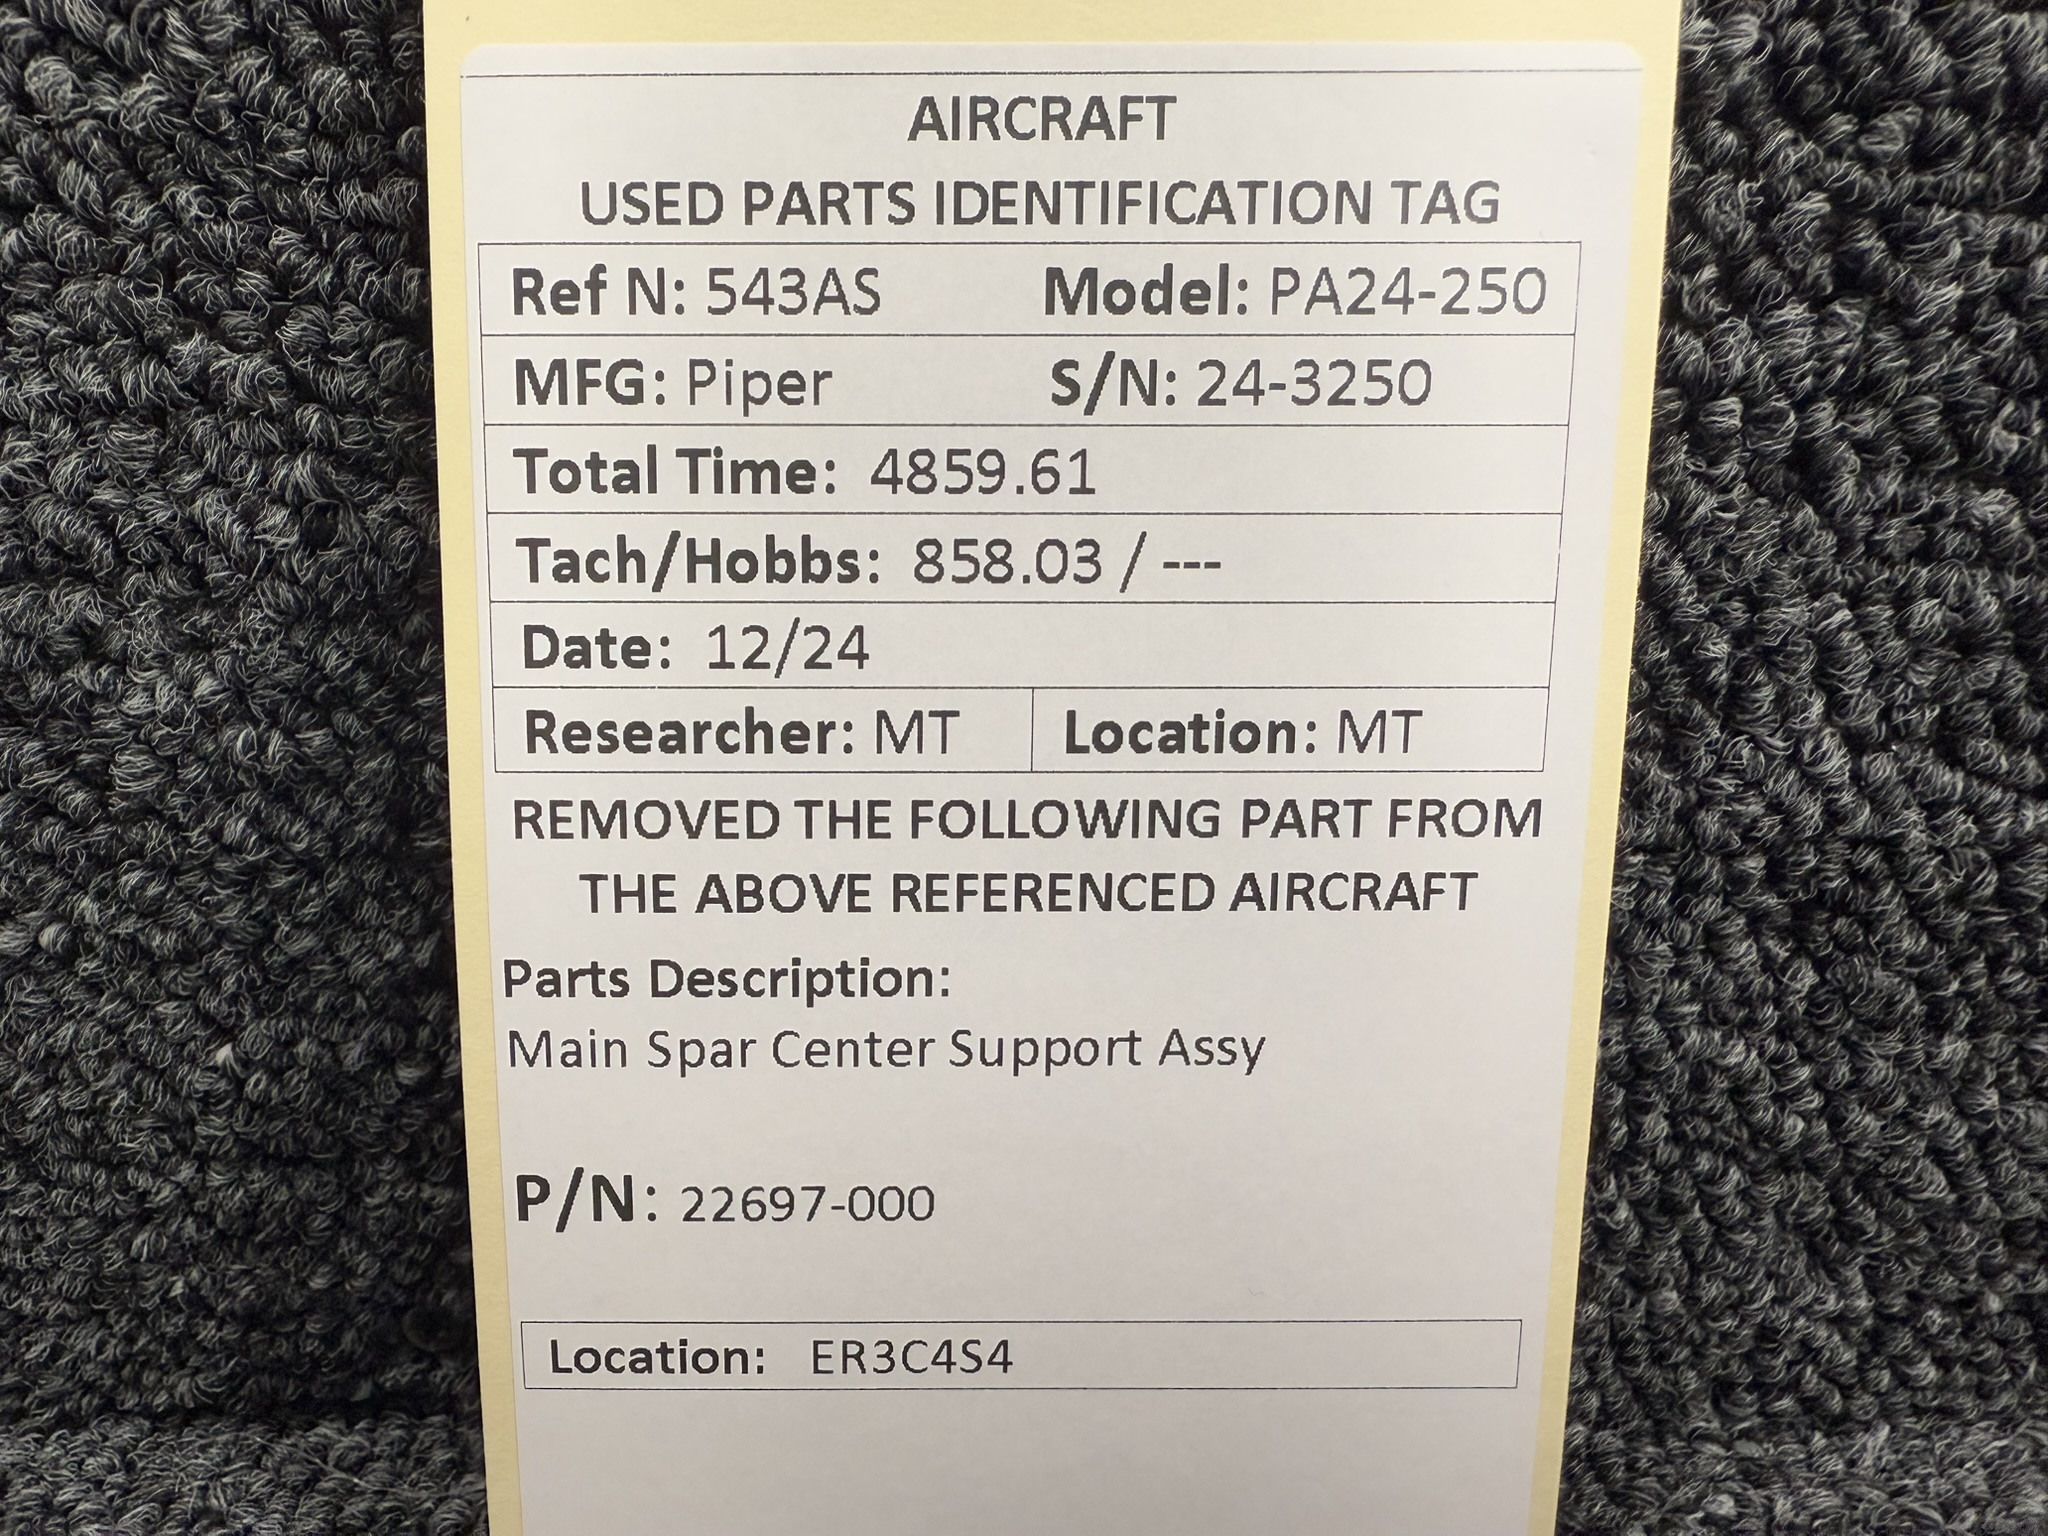 AIRCRAFT
USED PARTS IDENTIFICATION TAG
Ref N: 543AS Model: PA24-250
MFG: Piper S/N: 24-3250
Total Time: 4859.61
Tach/Hobbs: 858.03 / ---
Date: 12/24
Researcher: MT Location: MT
REMOVED THE FOLLOWING PART FROM
THE ABOVE REFERENCED AIRCRAFT
Parts Description:
Main Spar Center Support Assy
P/N: 22697-000
Location: ER3C4S4